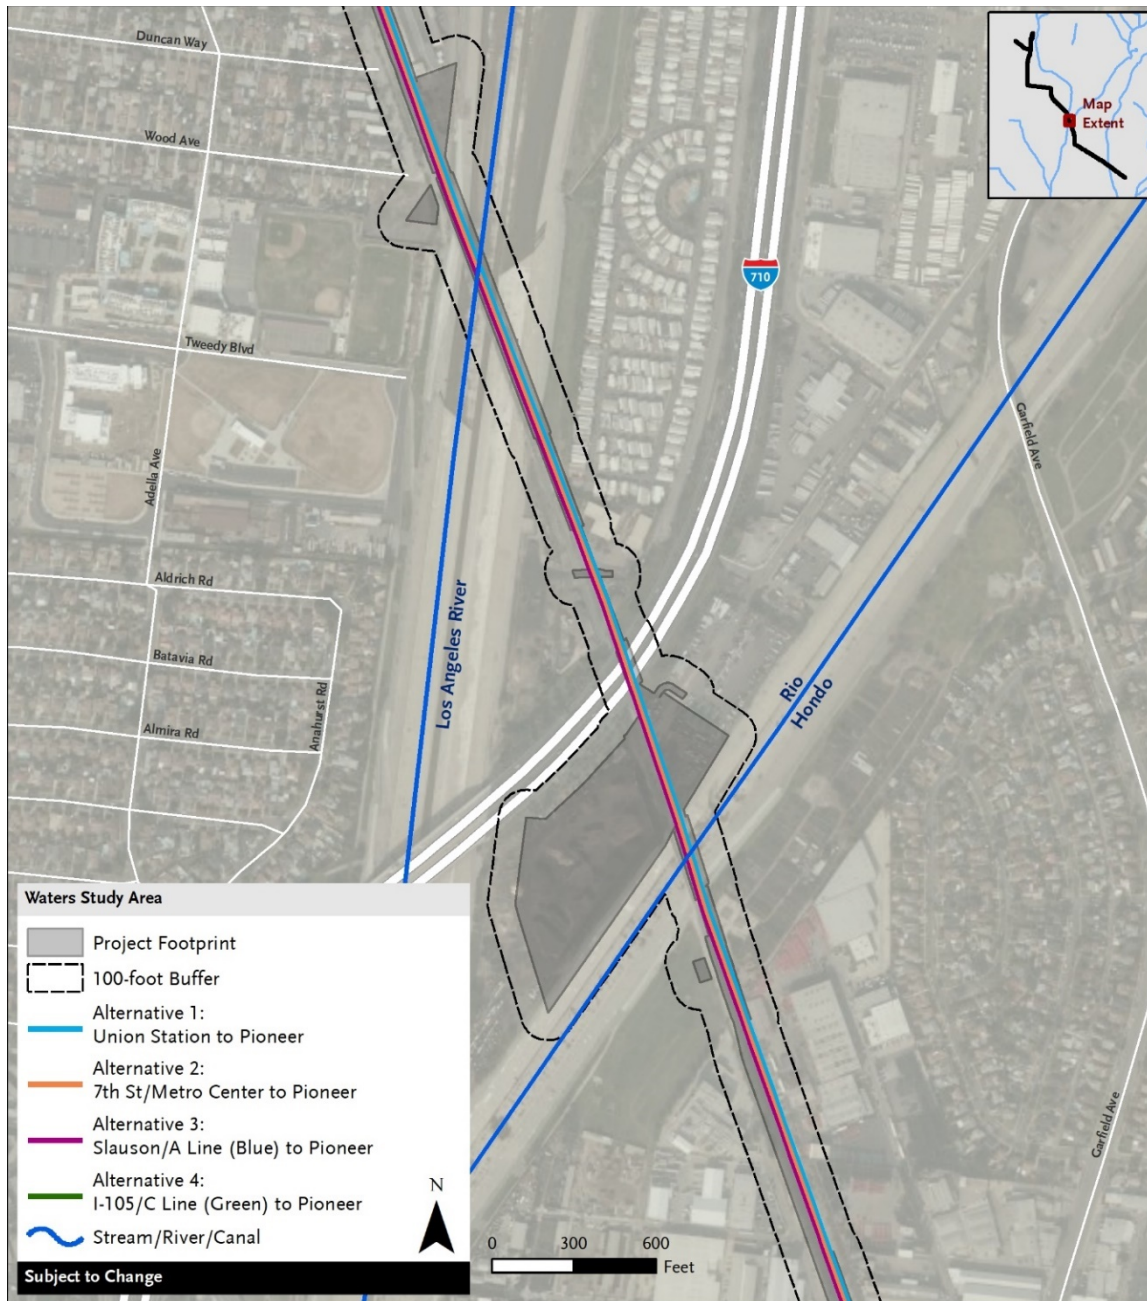 Duncan Way
Wood Ave
Tweedy Blvd
Adella Ave
Aldrich Rd
Batavia Rd
Almira Rd
Anahurst Rd
Los Angeles River
710
Map
Extent
Garfield Ave
Rio
Hondo
Garfield Ave
Waters Study Area
Project Footprint
100-foot Buffer
Alternative 1:
Union Station to Pioneer
Alternative 2:
7th St/Metro Center to Pioneer
Alternative 3:
Slauson/A Line (Blue) to Pioneer
Alternative 4:
I-105/C Line (Green) to Pioneer
Stream/River/Canal
Subject to Change
N
0 300 600
Feet